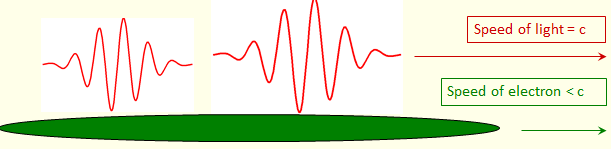 Speed of light = c
Speed of electron < c